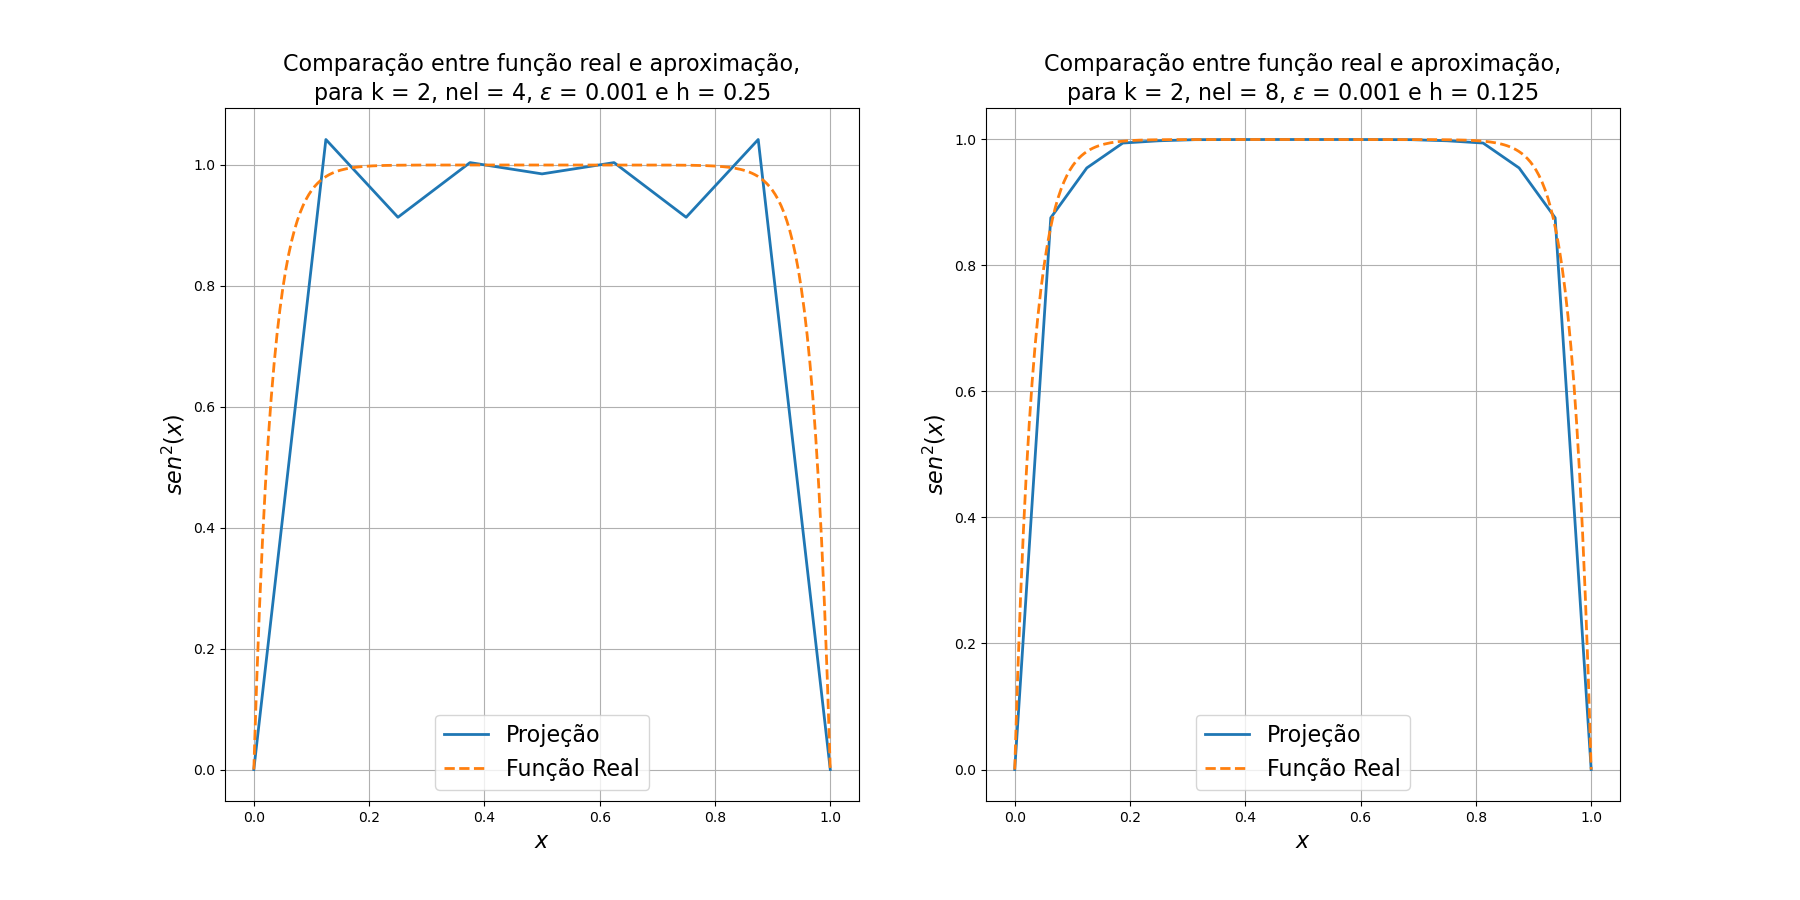 Comparação entre função real e aproximação,
para k = 2, nel = 4, ε = 0.001 e h = 0.25
1.0
0.8
0.6
0.4
0.2
0.0
sen²(x)
Projeção
Função Real
0.0 0.2 0.4 0.6 0.8 1.0
x
Comparação entre função real e aproximação,
para k = 2, nel = 8, ε = 0.001 e h = 0.125
1.0
0.8
0.6
0.4
0.2
0.0
sen²(x)
Projeção
Função Real
0.0 0.2 0.4 0.6 0.8 1.0
x